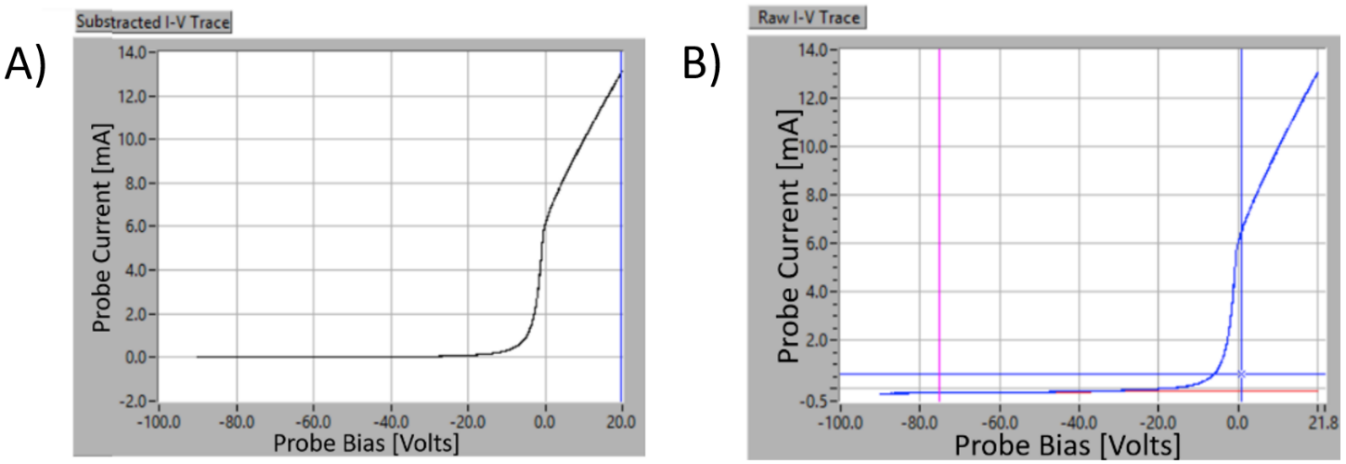 Substracted I-V Trace
A)
14.0
12.0
10.0
8.0
6.0
4.0
2.0
0.0
-2.0
Probe Current [mA]
-100.0 -80.0 -60.0 -40.0 -20.0 0.0 20.0
Probe Bias [Volts]
Raw I-V Trace
B)
14.0
12.0
10.0
8.0
6.0
4.0
2.0
-0.5
Probe Current [mA]
-100.0 -80.0 -60.0 -40.0 -20.0 0.0 21.8
Probe Bias [Volts]